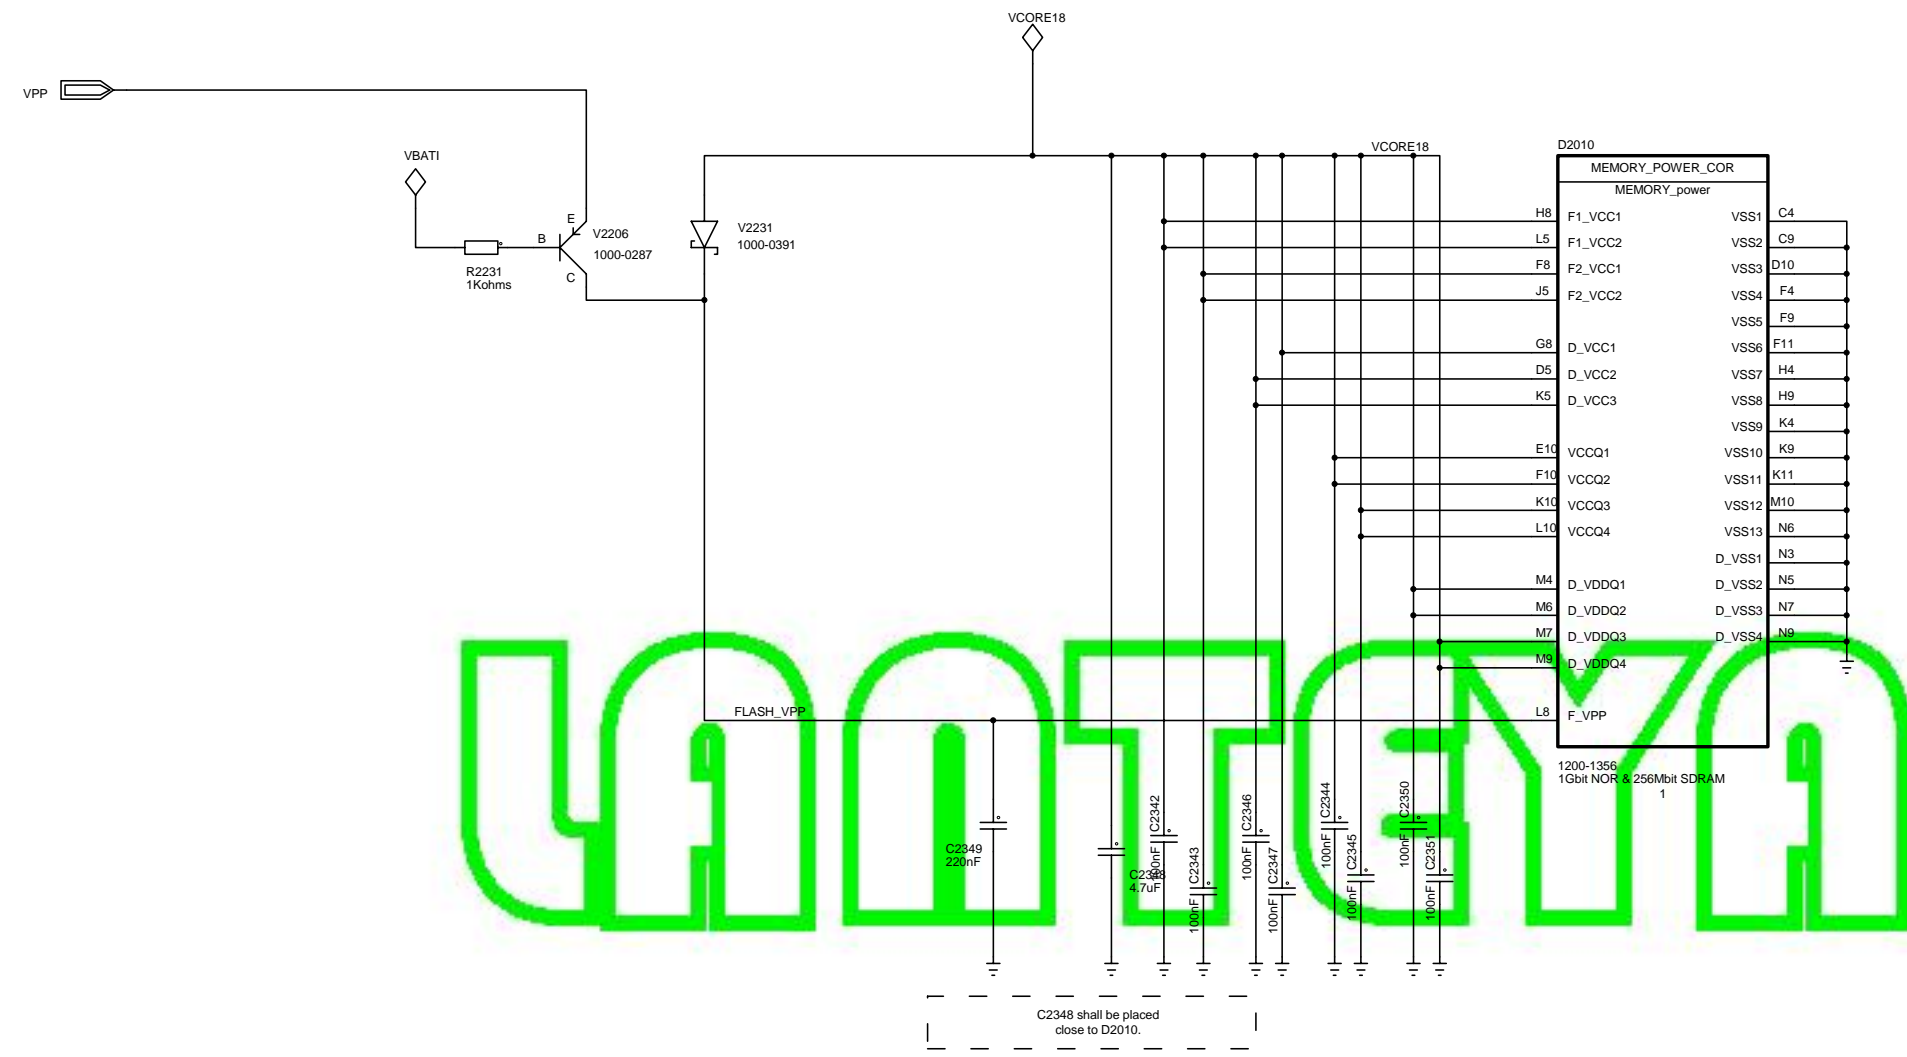 VCORE18
VPP
VBATI
VCORE18
D2010
MEMORY_POWER_COR
MEMORY_power
E
B
C
V2206
1000-0287
V2231
1000-0391
R2231
1Kohms
H8 F1_VCC1 VSS1 C4
L5 F1_VCC2 VSS2 C9
F8 F2_VCC1 VSS3 D10
J5 F2_VCC2 VSS4 F4
VSS5 F9
G8 D_VCC1 VSS6 F11
D5 D_VCC2 VSS7 H4
K5 D_VCC3 VSS8 H9
VSS9 K4
E10 VCCQ1 VSS10 K9
F10 VCCQ2 VSS11 K11
K10 VCCQ3 VSS12 M10
L10 VCCQ4 VSS13 N6
D_VSS1 N3
M4 D_VDDQ1 D_VSS2 N5
M6 D_VDDQ2 D_VSS3 N7
M7 D_VDDQ3 D_VSS4 N9
M9 D_VDDQ4
FLASH_VPP
L8 F_VPP
1200-1356
1Gbit NOR & 256Mbit SDRAM
1
C2349
220nF
C2348
4.7uF
C2342
100nF
C2343
100nF
C2346
100nF
C2347
100nF
C2344
100nF
C2345
100nF
C2350
100nF
C2351
100nF
C2348 shall be placed
close to D2010.